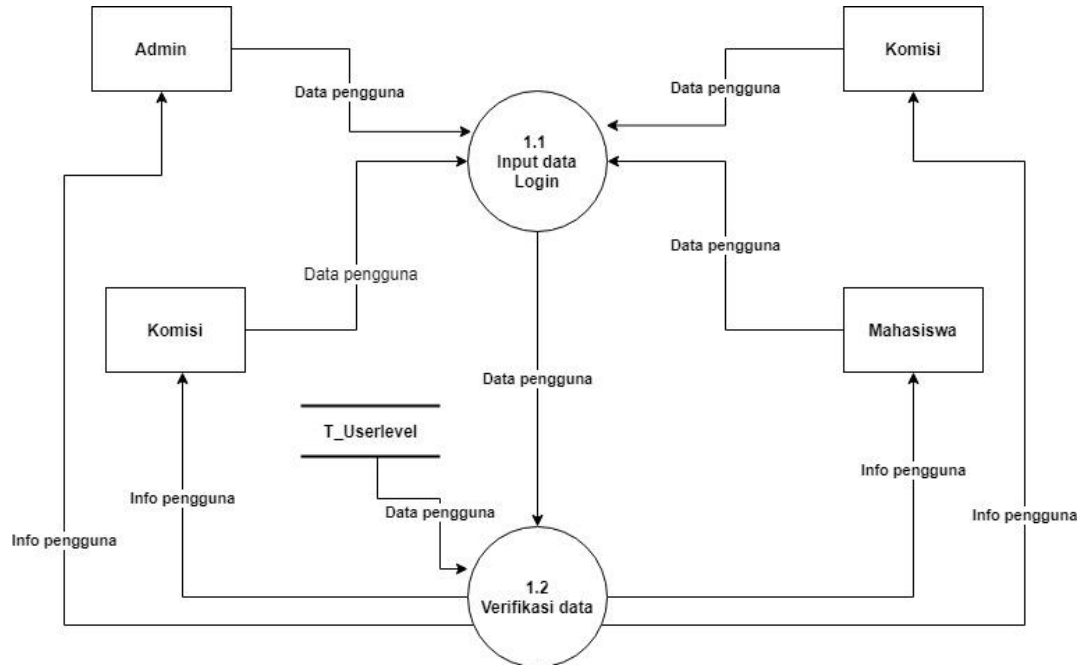 Admin
Komisi
Data pengguna
Data pengguna
1.1
Input data
Login
Data pengguna
Data pengguna
Komisi
Mahasiswa
Data pengguna
T_Userlevel
Info pengguna
Info pengguna
Data pengguna
Info pengguna
Info pengguna
1.2
Verifikasi data